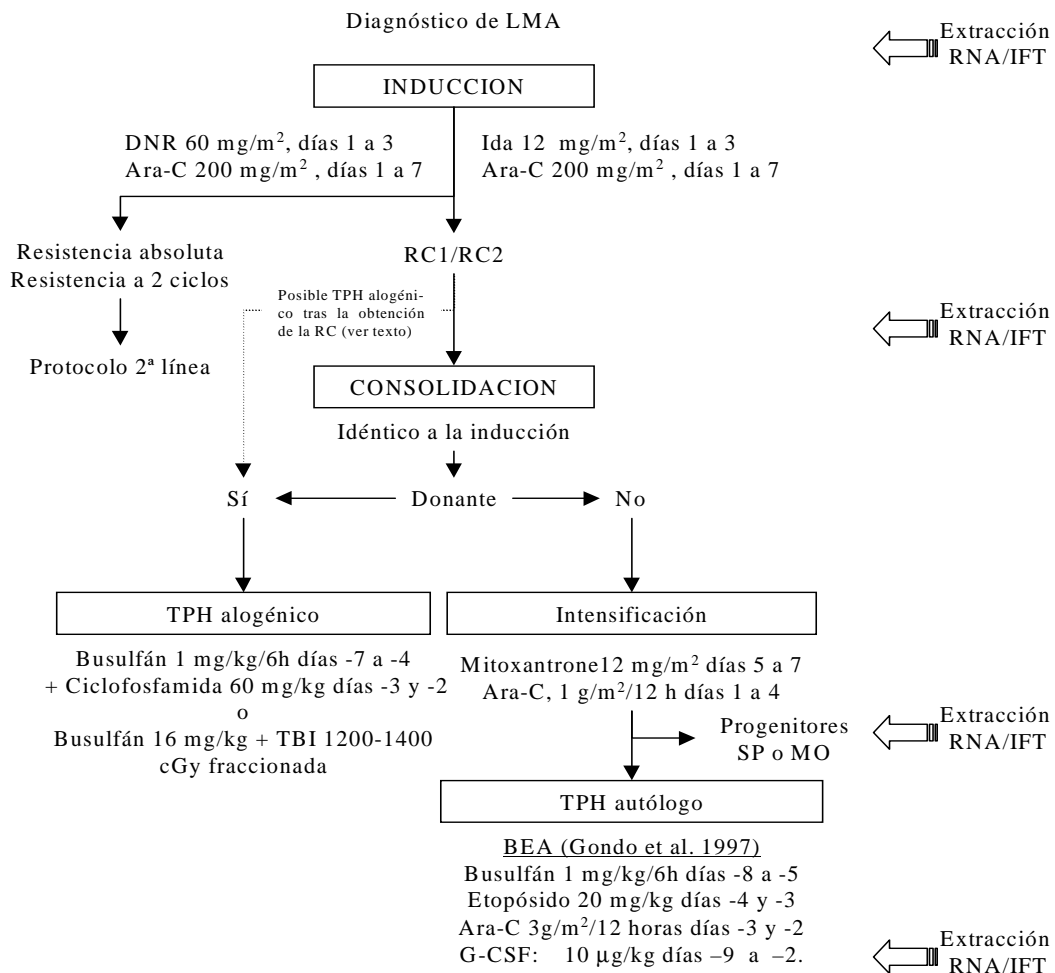 Diagnóstico de LMA
Extracción
RNA/IFT
INDUCCION
DNR 60 mg/m², días 1 a 3
Ara-C 200 mg/m² , días 1 a 7
Ida 12 mg/m², días 1 a 3
Ara-C 200 mg/m² , días 1 a 7
Resistencia absoluta
Resistencia a 2 ciclos
RC1/RC2
Posible TPH alogéni-
co tras la obtención
de la RC (ver texto)
Extracción
RNA/IFT
Protocolo 2ª línea
CONSOLIDACION
Idéntico a la inducción
Sí
Donante
No
TPH alogénico
Intensificación
Busulfán 1 mg/kg/6h días -7 a -4
+ Ciclofosfamida 60 mg/kg días -3 y -2
o
Busulfán 16 mg/kg + TBI 1200-1400
cGy fraccionada
Mitoxantrone12 mg/m² días 5 a 7
Ara-C, 1 g/m²/12 h días 1 a 4
Progenitores
SP o MO
Extracción
RNA/IFT
TPH autólogo
BEA (Gondo et al. 1997)
Busulfán 1 mg/kg/6h días -8 a -5
Etopósido 20 mg/kg días -4 y -3
Ara-C 3g/m²/12 horas días -3 y -2
G-CSF: 10 µg/kg días –9 a –2.
Extracción
RNA/IFT